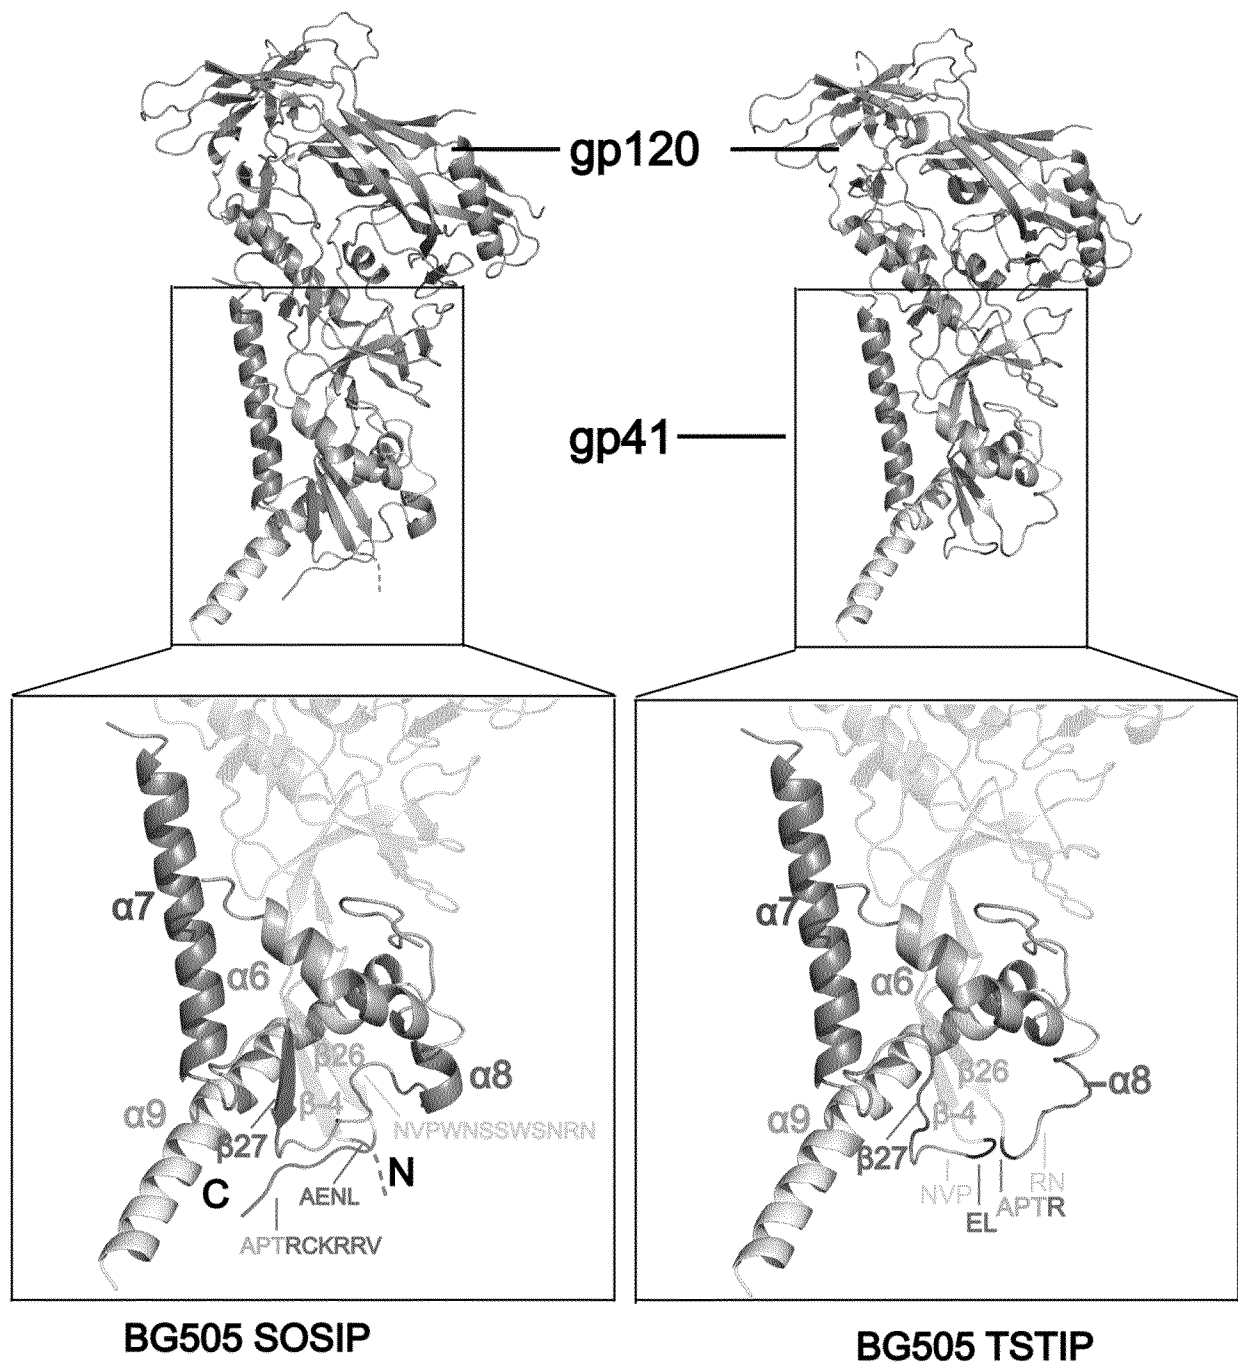 gp120
gp41
α7
α6
α9
β26
β-4
α8
β27
NVPWNSSWSNRN
C
N
AENL
APTRCKRRV
α7
α6
α9
β26
β-4
α8
β27
NVP
EL
APTR
RN
BG505 SOSIP
BG505 TSTIP